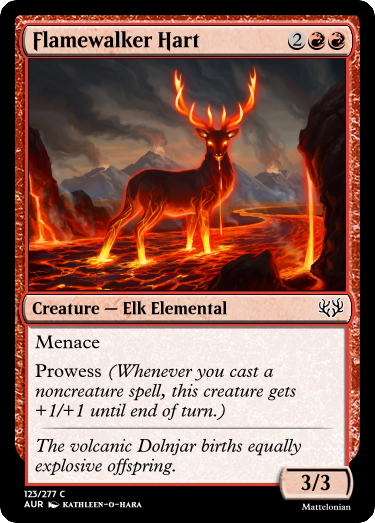 Flamewalker Hart 2
Creature — Elk Elemental
Menace
Prowess (Whenever you cast a
noncreature spell, this creature gets
+1/+1 until end of turn.)
The volcanic Dolnjar births equally
explosive offspring.
3/3
123/277 C
AUR KATHLEEN-O-HARA
Mattelonian